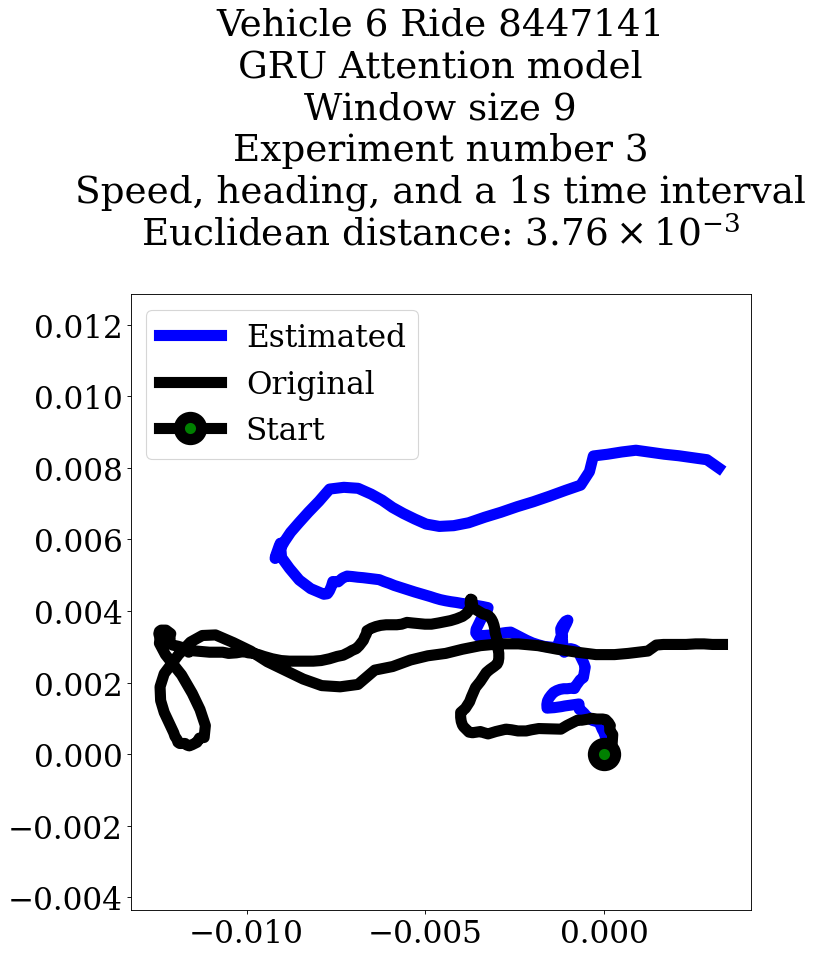 Vehicle 6 Ride 8447141
GRU Attention model
Window size 9
Experiment number 3
Speed, heading, and a 1s time interval
Euclidean distance: 3.76 × 10⁻³
Estimated
Original
Start
0.012
0.010
0.008
0.006
0.004
0.002
0.000
−0.002
−0.004
−0.010 −0.005 0.000